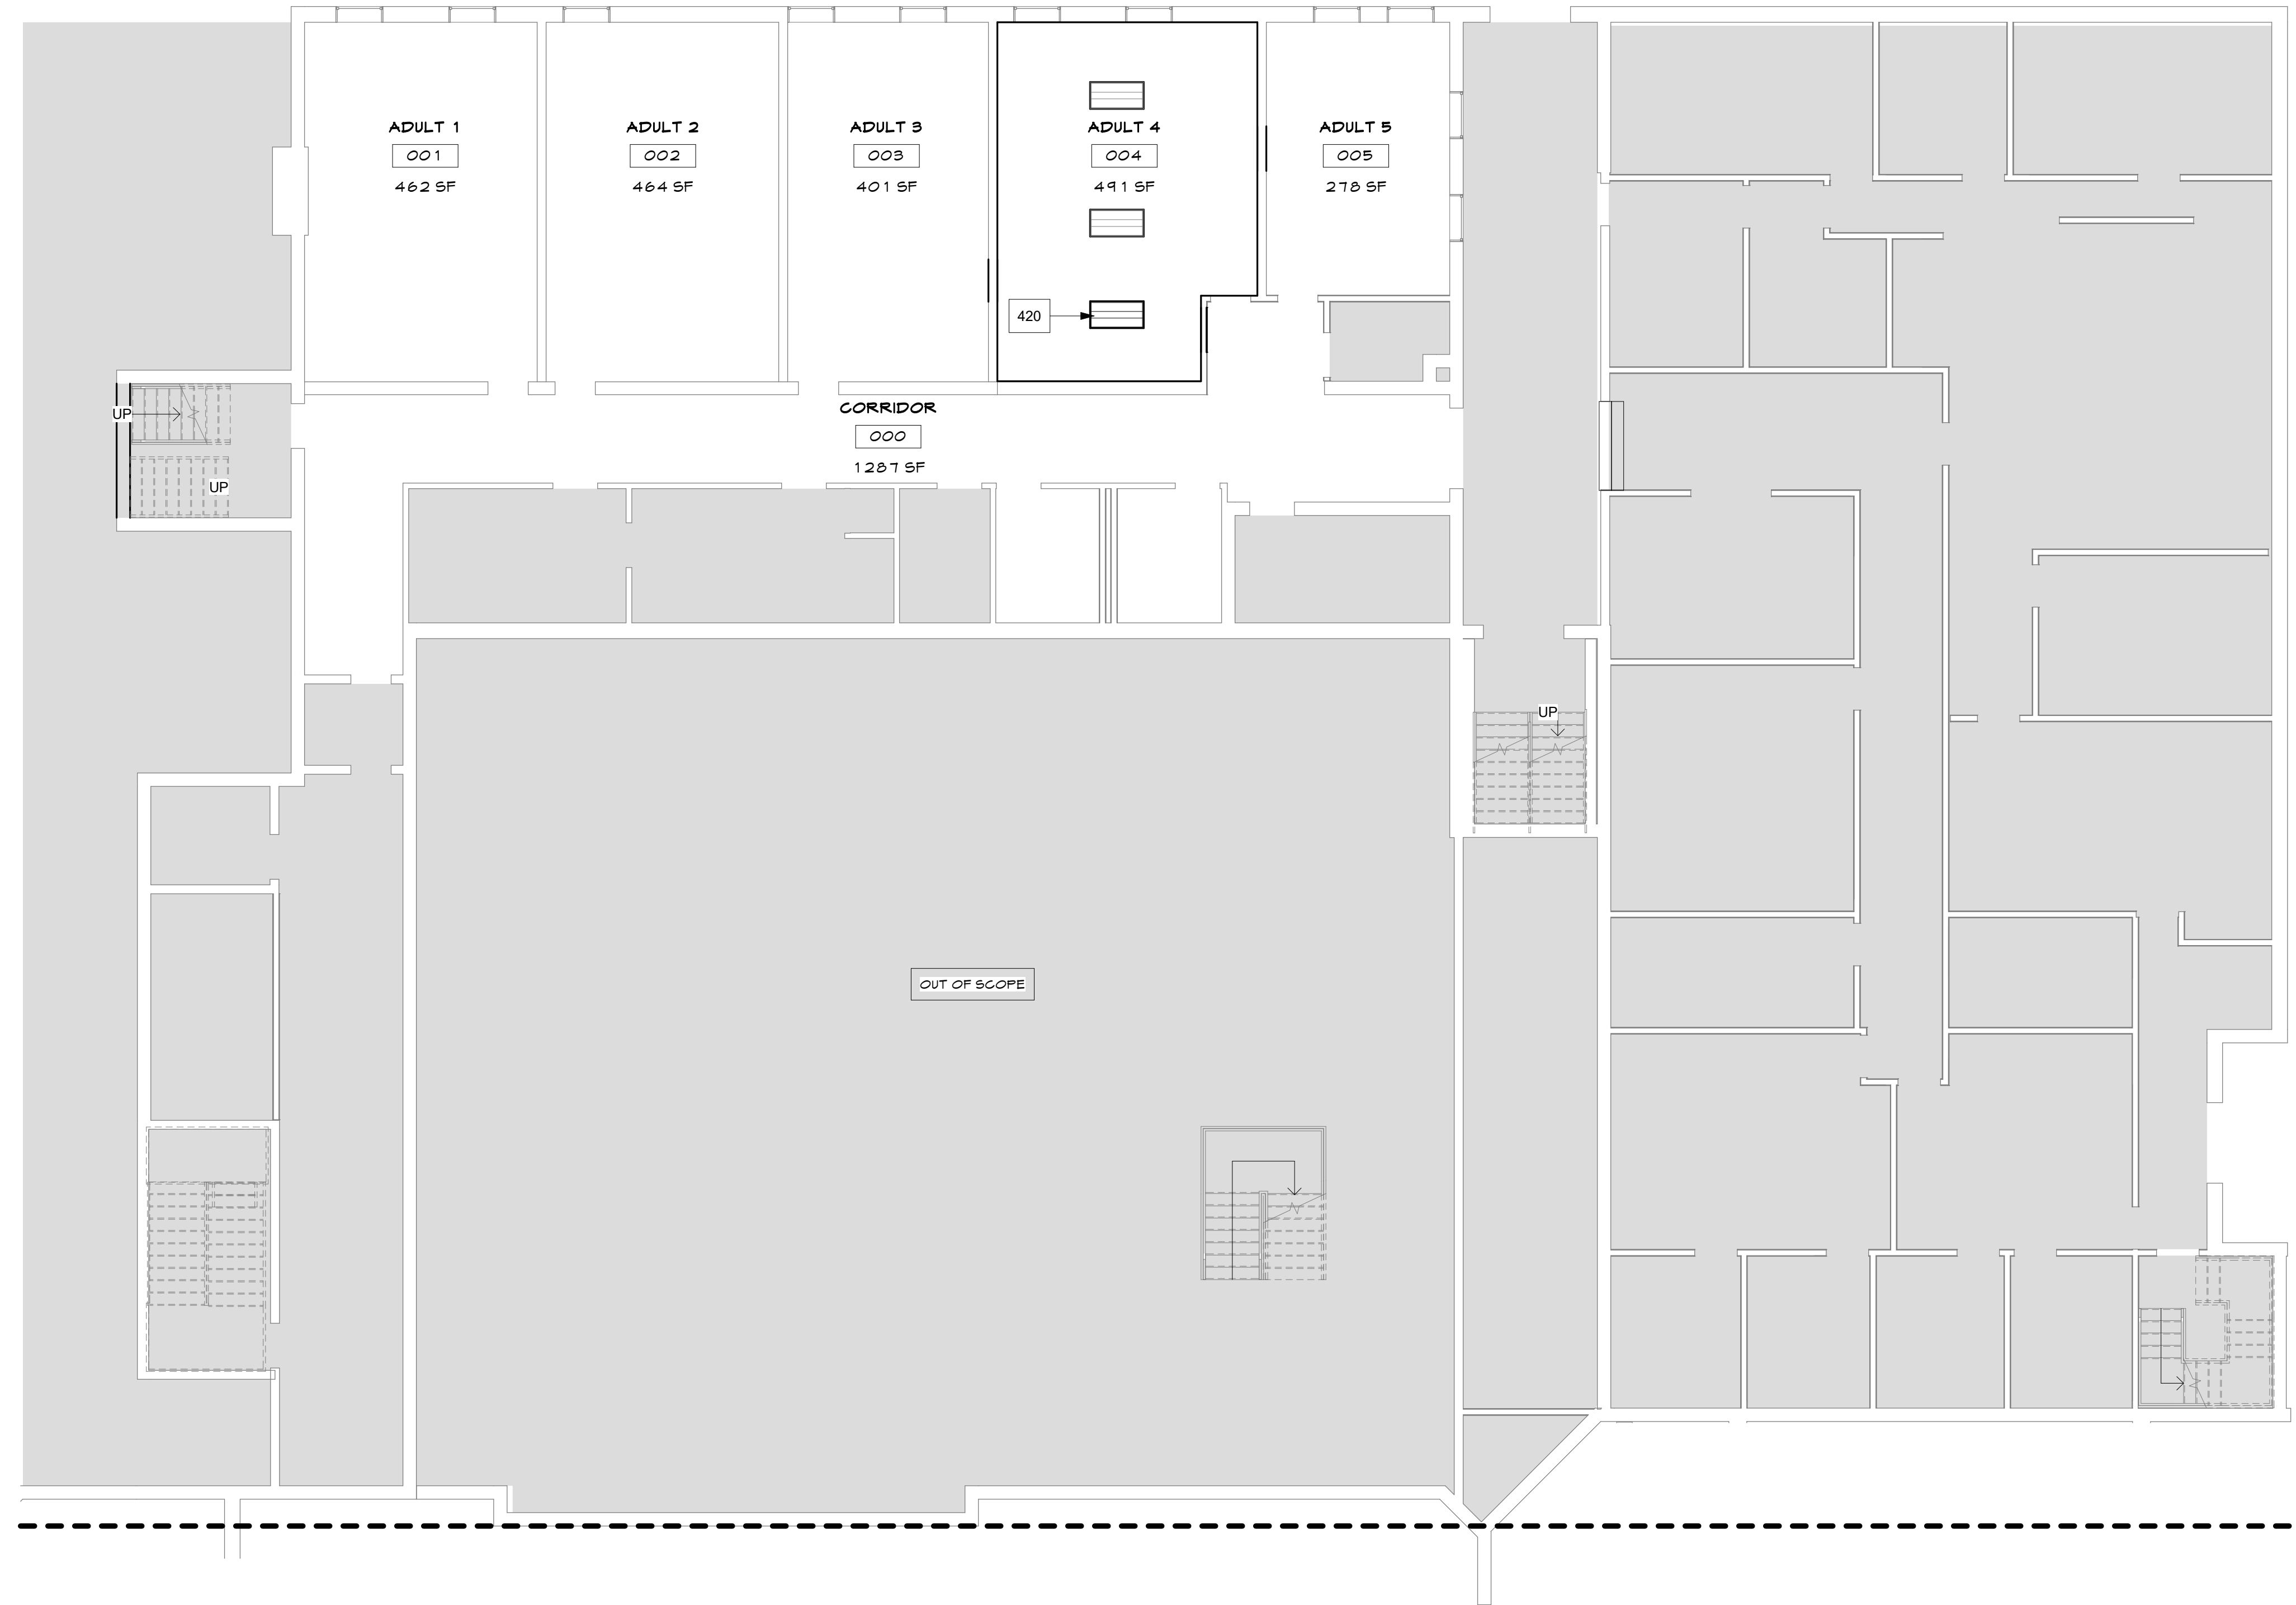 ADULT 1
001
462 SF
ADULT 2
002
464 SF
ADULT 3
003
401 SF
ADULT 4
004
491 SF
ADULT 5
005
278 SF
420
UP
UP
CORRIDOR
000
1287 SF
UP
OUT OF SCOPE